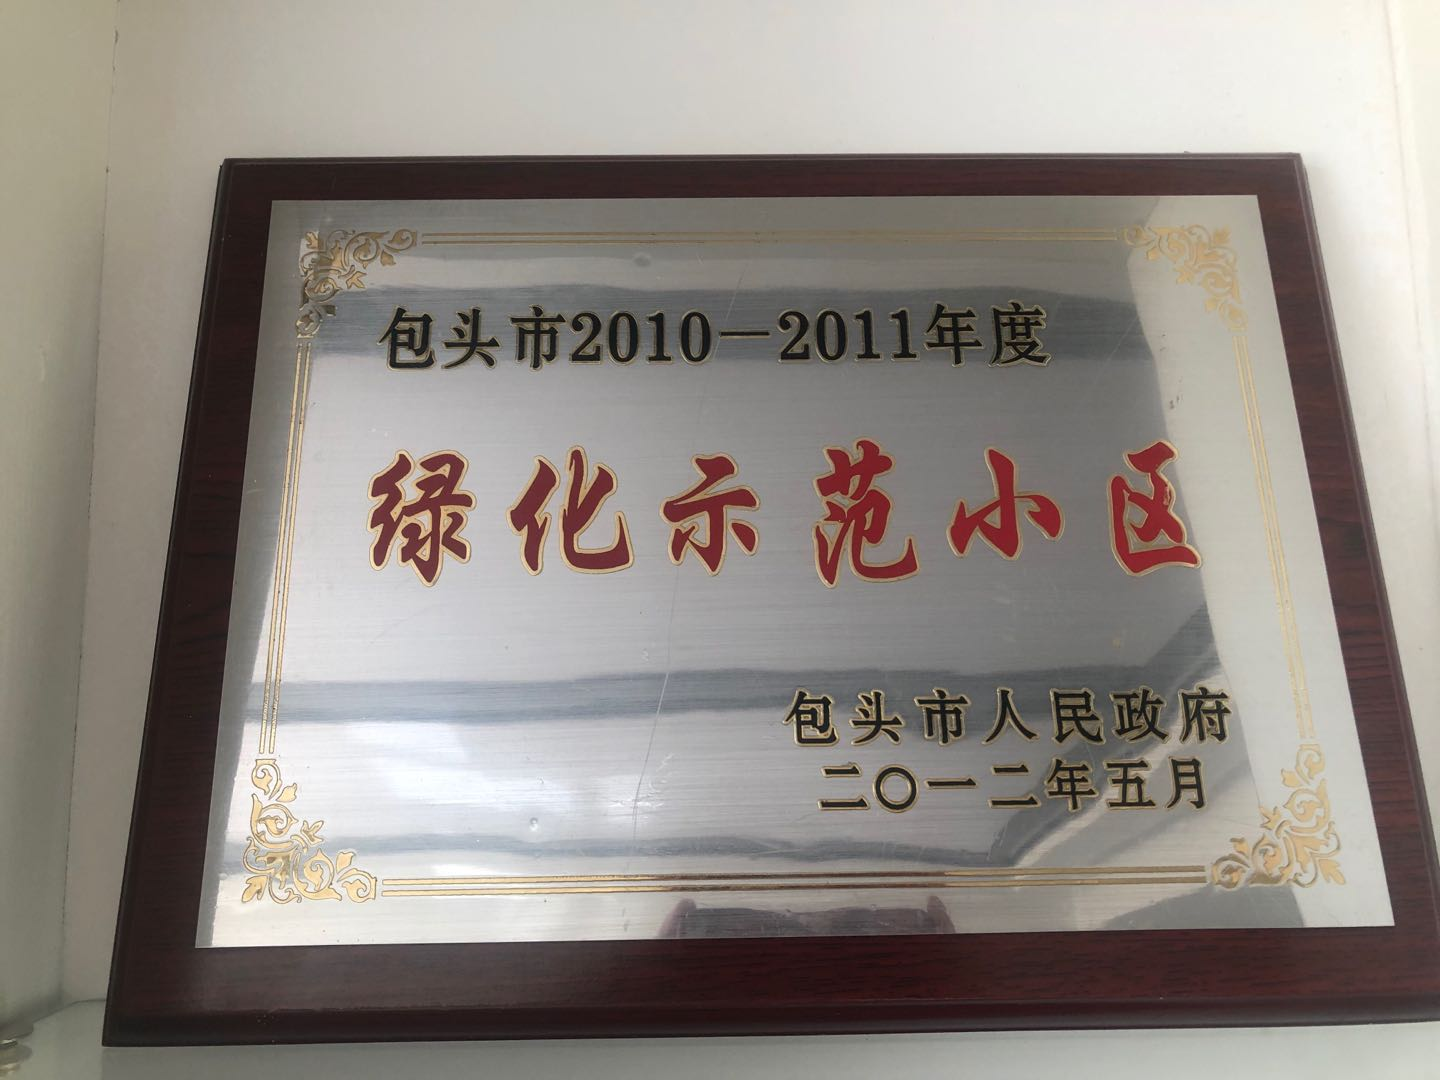 包头市2010－2011年度
绿化示范小区
包头市人民政府
二〇一二年五月